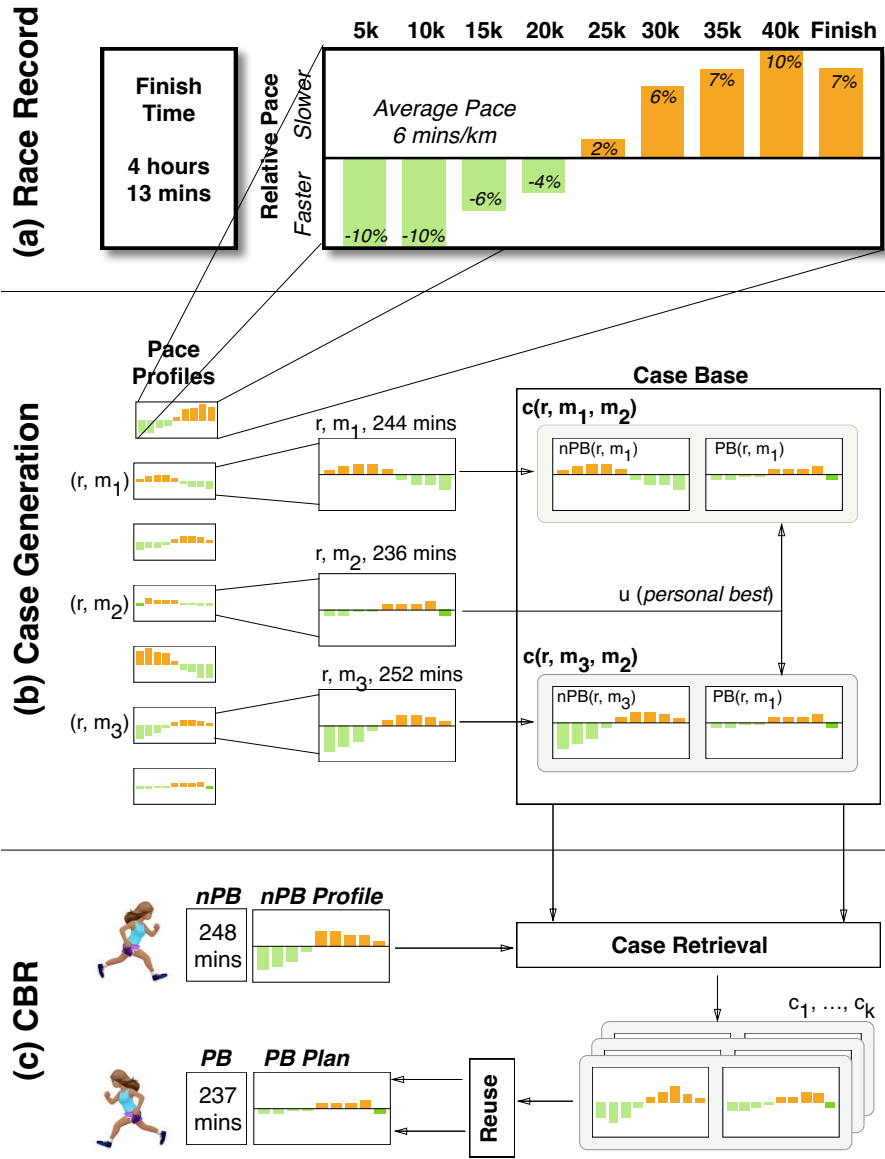 (a) Race Record
Finish
Time
4 hours
13 mins
Relative Pace
Slower
Faster
5k 10k 15k 20k 25k 30k 35k 40k Finish
Average Pace
6 mins/km
-10% -10% -6% -4% 2% 6% 7% 10% 7%
(b) Case Generation
Pace
Profiles
(r, m1)
(r, m2)
(r, m3)
r, m1, 244 mins
r, m2, 236 mins
r, m3, 252 mins
Case Base
c(r, m1, m2)
nPB(r, m1) PB(r, m1)
u (personal best)
c(r, m3, m2)
nPB(r, m3) PB(r, m1)
(c) CBR
nPB nPB Profile
248
mins
Case Retrieval
c1, ..., ck
PB PB Plan
237
mins
Reuse